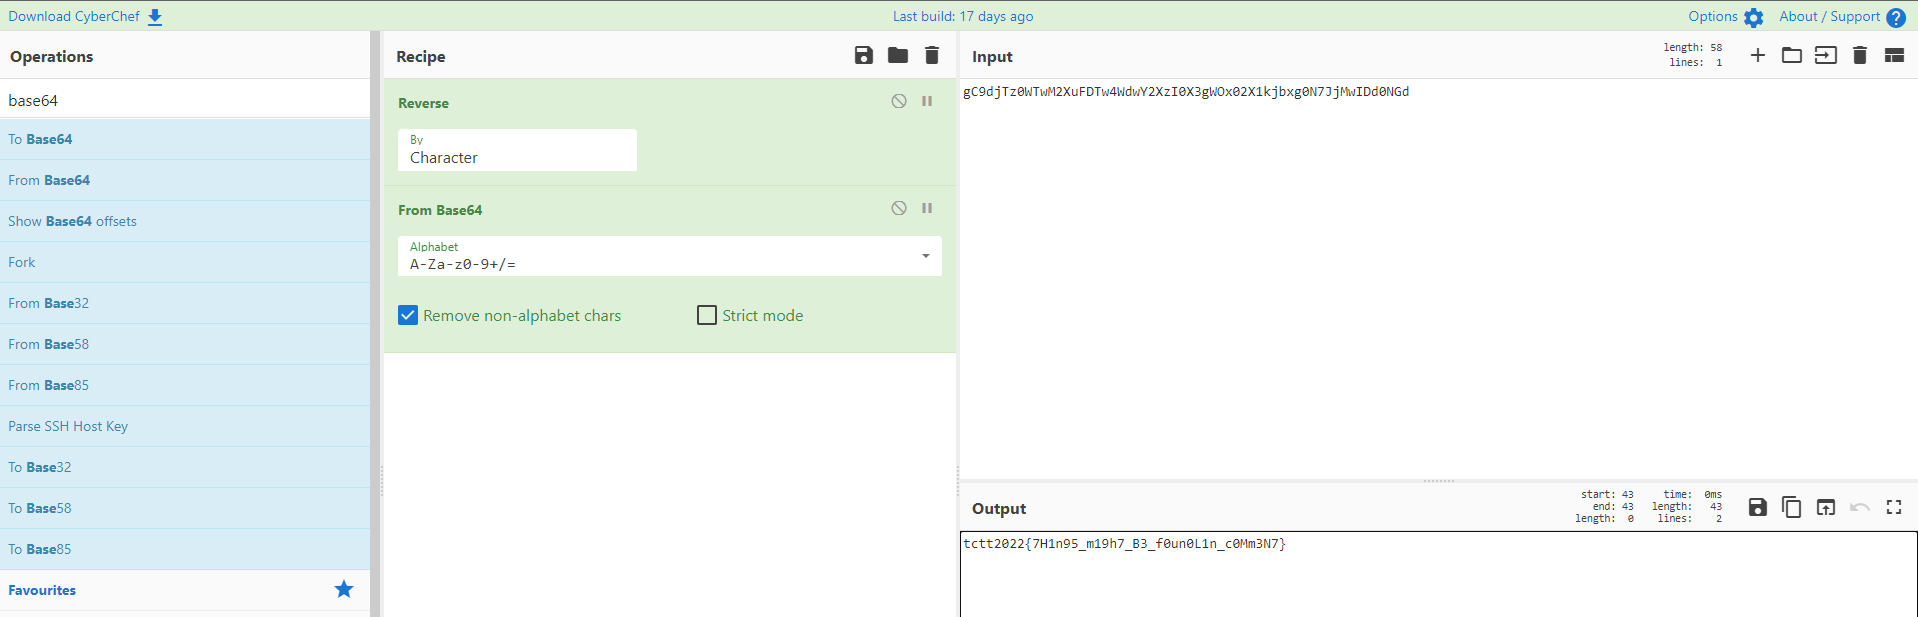 Download CyberChef
Last build: 17 days ago
Options
About / Support
Operations
base64
To Base64
From Base64
Show Base64 offsets
Fork
From Base32
From Base58
From Base85
Parse SSH Host Key
To Base32
To Base58
To Base85
Favourites
Recipe
Reverse
By
Character
From Base64
Alphabet
A-Za-z0-9+/=
Remove non-alphabet chars
Strict mode
Input
length: 58
lines: 1
gC9djTz0WTwM2XuFDTw4WdwY2XzI0X3gWOx02X1kjbxg0N7JjMwIDd0NGd
Output
start: 43
end: 43
length: 0
time: 0ms
length: 43
lines: 2
tctt2022{7H1n95_m19h7_B3_f0un0L1n_c0Mm3N7}